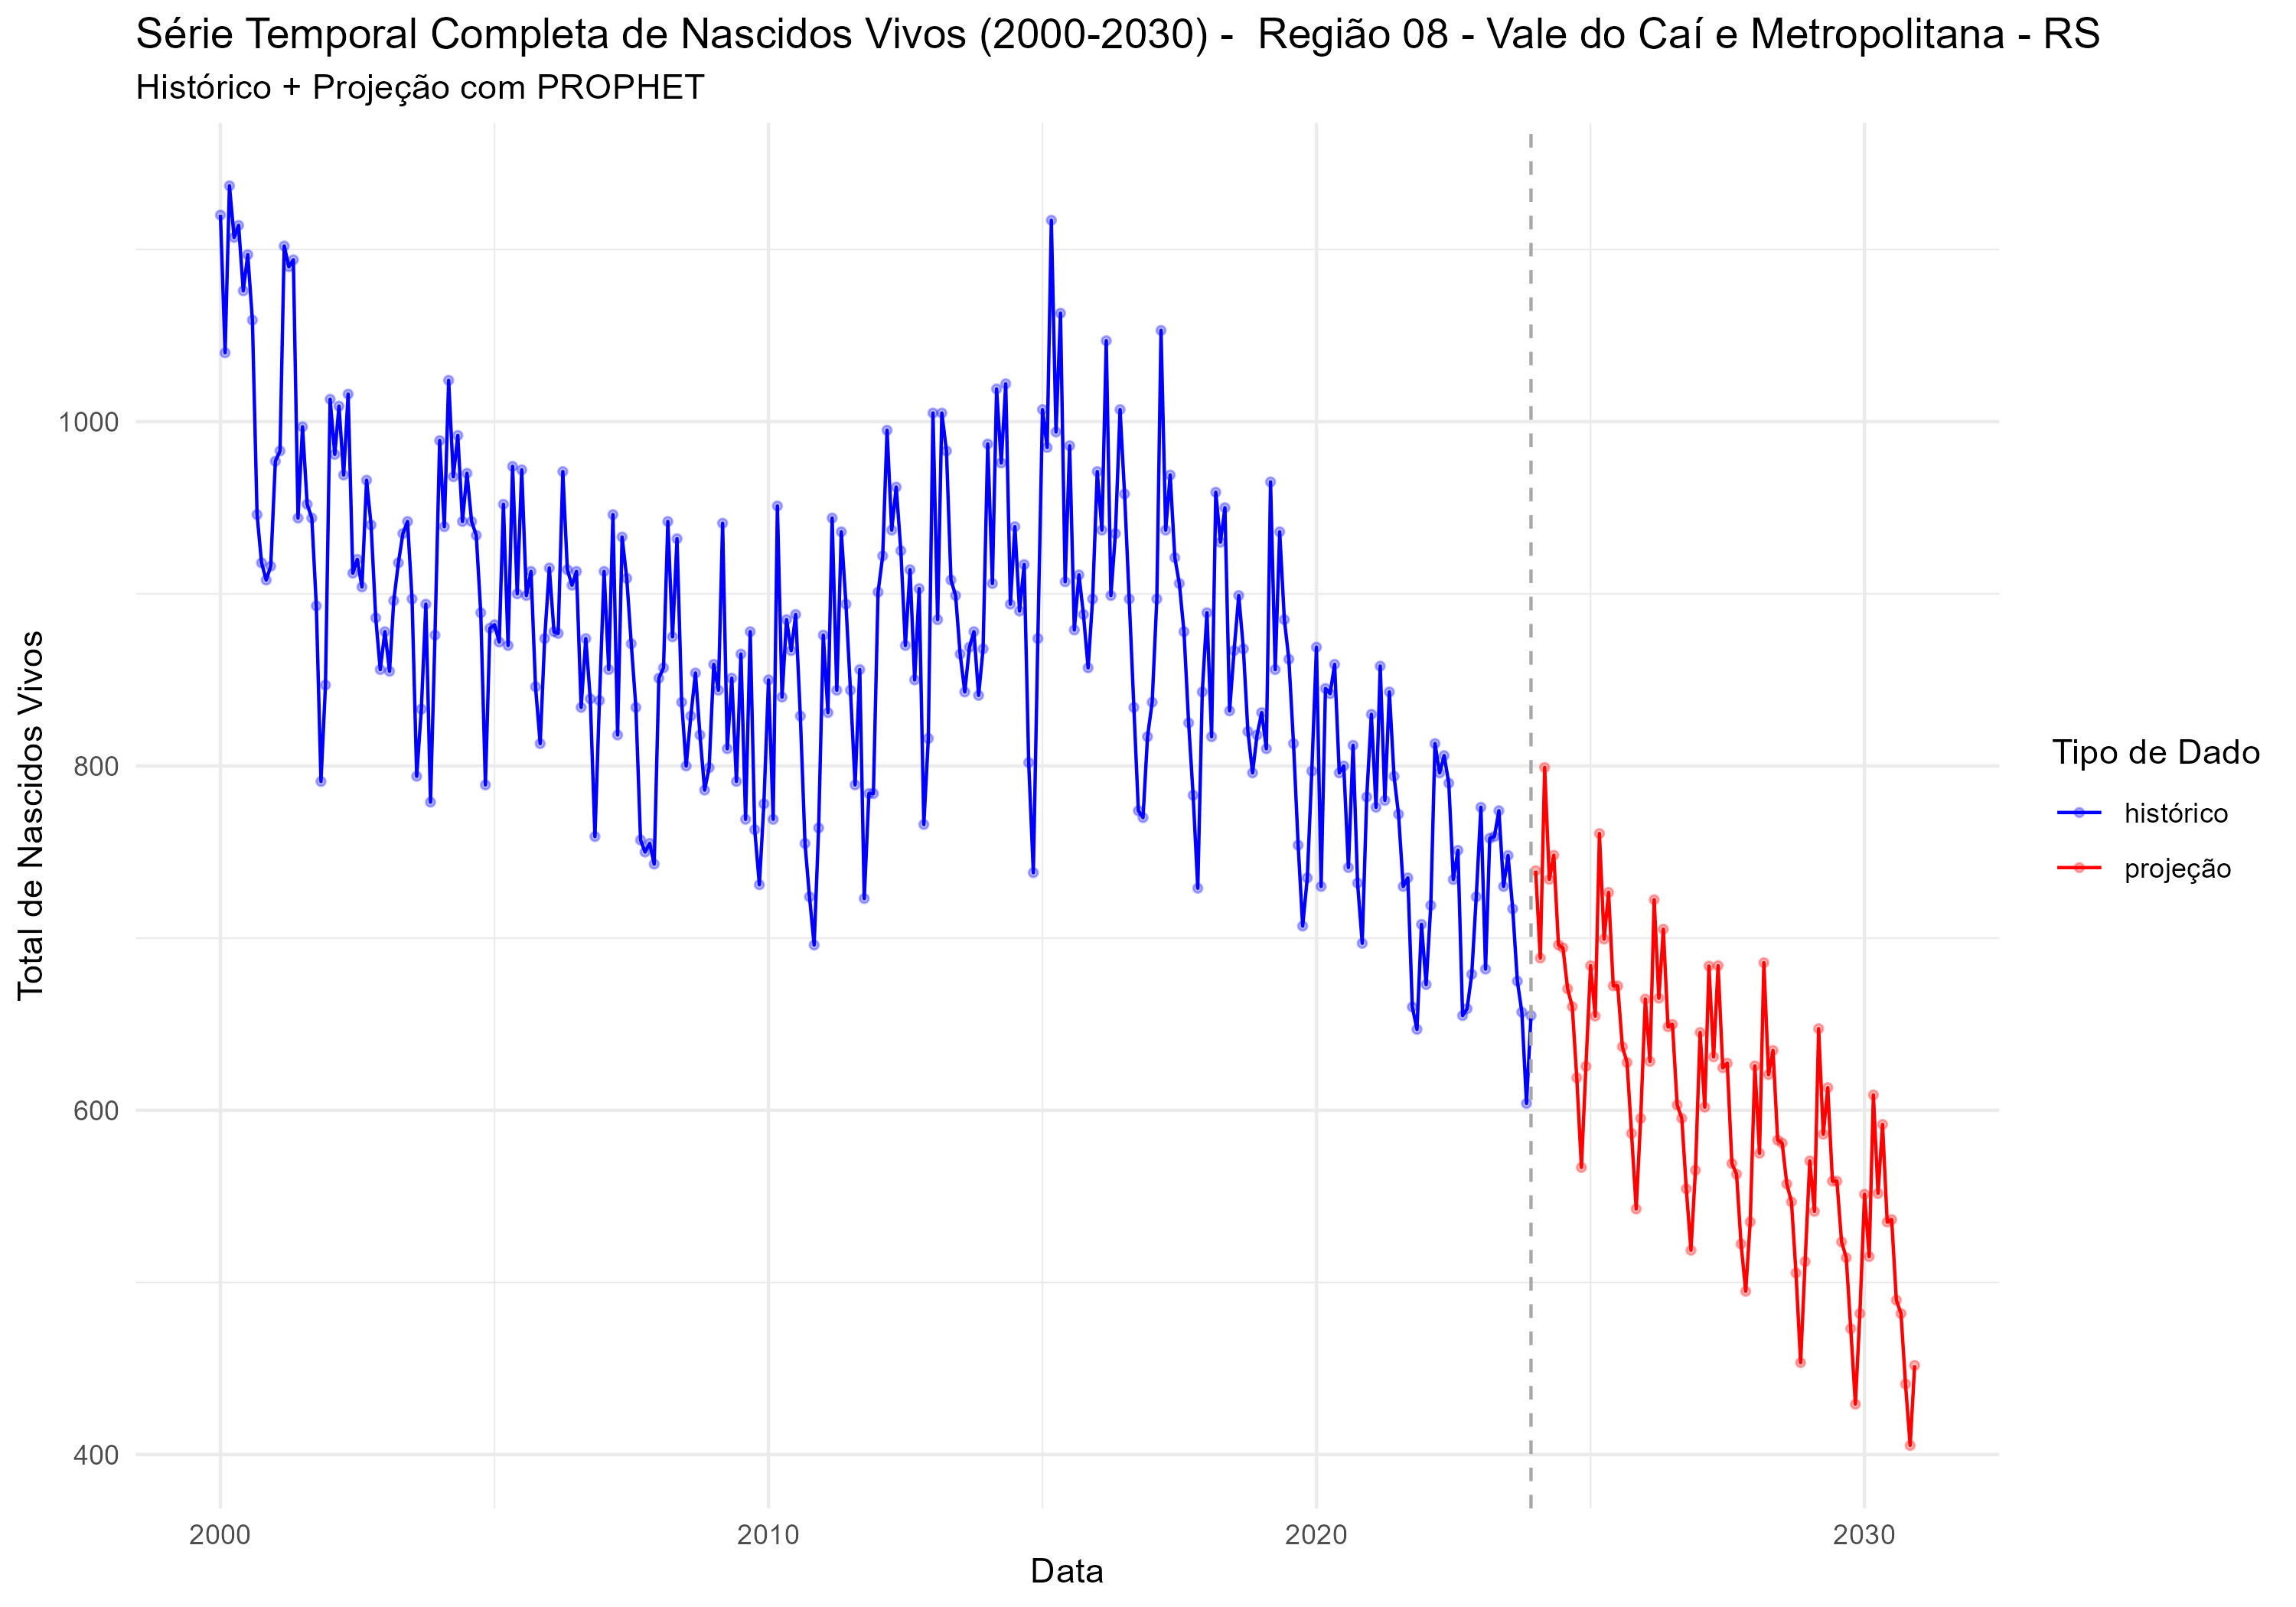 Série Temporal Completa de Nascidos Vivos (2000-2030) -  Região 08 - Vale do Caí e Metropolitana - RS
Histórico + Projeção com PROPHET
Total de Nascidos Vivos
1000
800
600
400
2000
2010
2020
2030
Data
Tipo de Dado
histórico
projeção